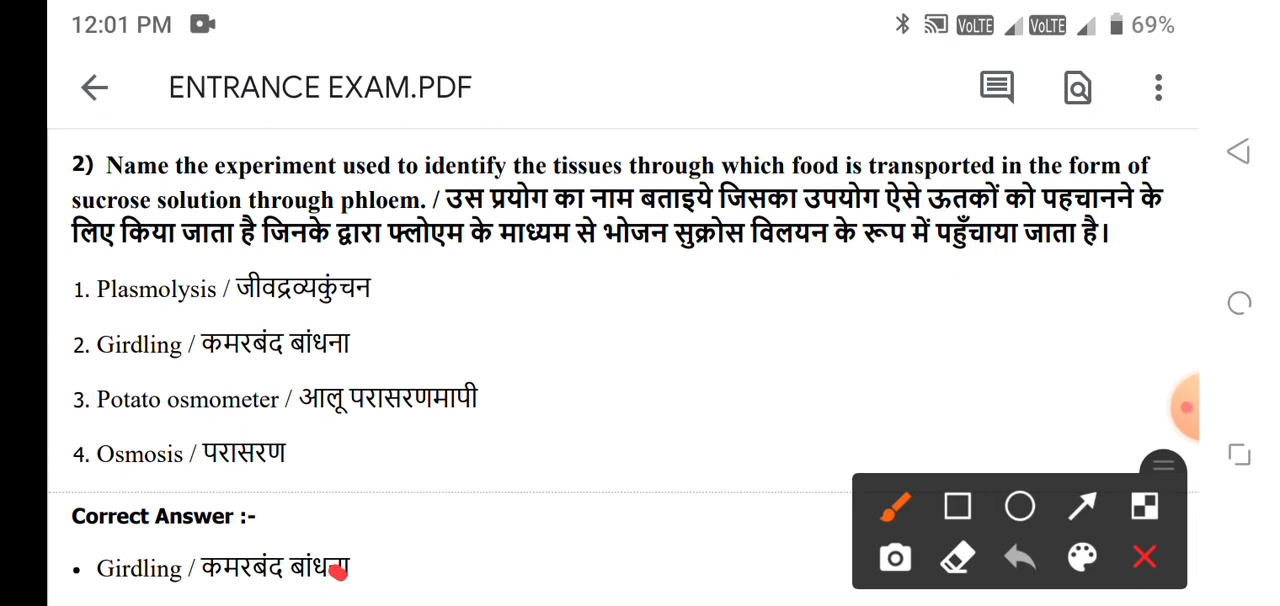 12:01 PM VoLTE VoLTE 69%
ENTRANCE EXAM.PDF
2) Name the experiment used to identify the tissues through which food is transported in the form of
sucrose solution through phloem. / उस प्रयोग का नाम बताइये जिसका उपयोग ऐसे ऊतकों को पहचानने के
लिए किया जाता है जिनके द्वारा फ्लोएम के माध्यम से भोजन सुक्रोस विलयन के रूप में पहुँचाया जाता है।
1. Plasmolysis / जीवद्रव्यकुंचन
2. Girdling / कमरबंद बांधना
3. Potato osmometer / आलू परासरणमापी
4. Osmosis / परासरण
Correct Answer :-
• Girdling / कमरबंद बांधना